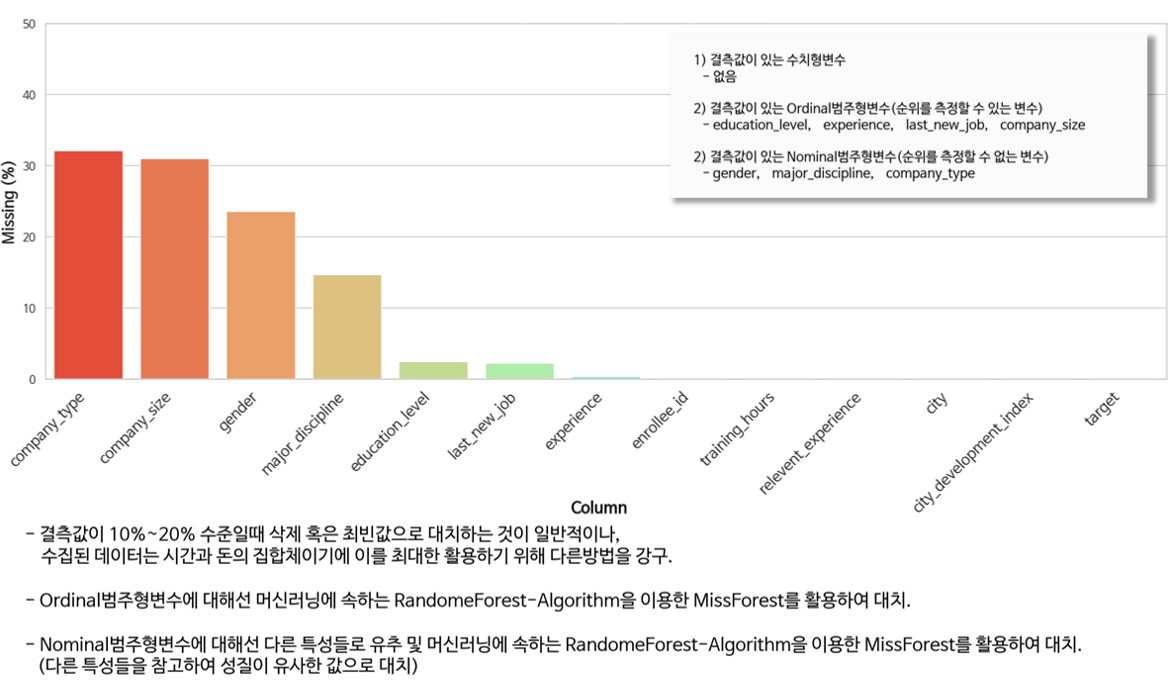 50
40
30
20
10
0
Missing (%)
1) 결측값이 있는 수치형변수
- 없음
2) 결측값이 있는 Ordinal범주형변수(순위를 측정할 수 있는 변수)
- education_level, experience, last_new_job, company_size
2) 결측값이 있는 Nominal범주형변수(순위를 측정할 수 없는 변수)
- gender, major_discipline, company_type
company_type
company_size
gender
major_discipline
education_level
last_new_job
experience
enrollee_id
training_hours
relevent_experience
city
city_development_index
target
Column
- 결측값이 10%~20% 수준일때 삭제 혹은 최빈값으로 대치하는 것이 일반적이나,
수집된 데이터는 시간과 돈의 집합체이기에 이를 최대한 활용하기 위해 다른방법을 강구.
- Ordinal범주형변수에 대해선 머신러닝에 속하는 RandomeForest-Algorithm을 이용한 MissForest를 활용하여 대치.
- Nominal범주형변수에 대해선 다른 특성들로 유추 및 머신러닝에 속하는 RandomeForest-Algorithm을 이용한 MissForest를 활용하여 대치.
(다른 특성들을 참고하여 성질이 유사한 값으로 대치)